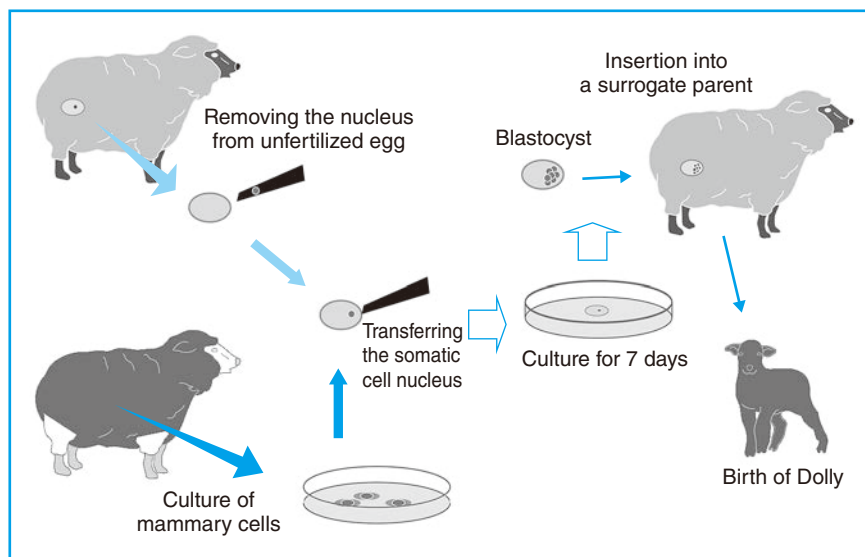 Removing the nucleus
from unfertilized egg
Insertion into
a surrogate parent
Blastocyst
Transferring
the somatic
cell nucleus
Culture for 7 days
Culture of
mammary cells
Birth of Dolly